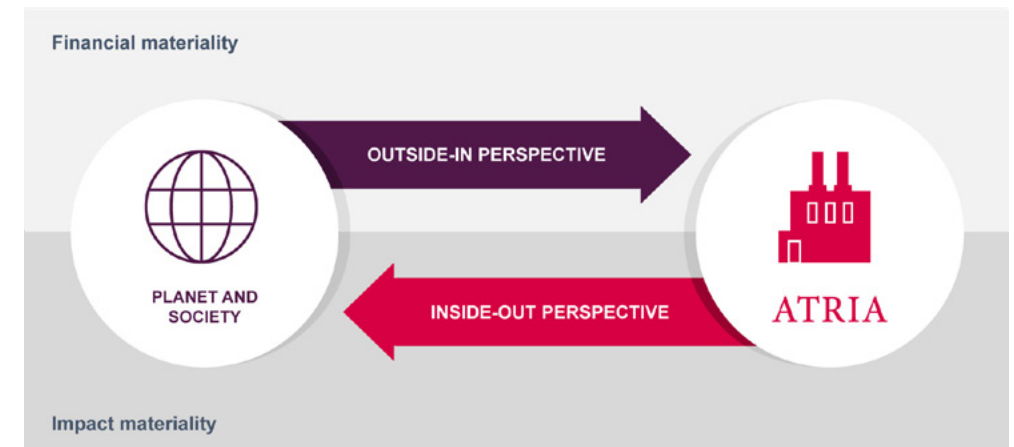 Financial materiality
OUTSIDE-IN PERSPECTIVE
PLANET AND
SOCIETY
INSIDE-OUT PERSPECTIVE
ATRIA
Impact materiality